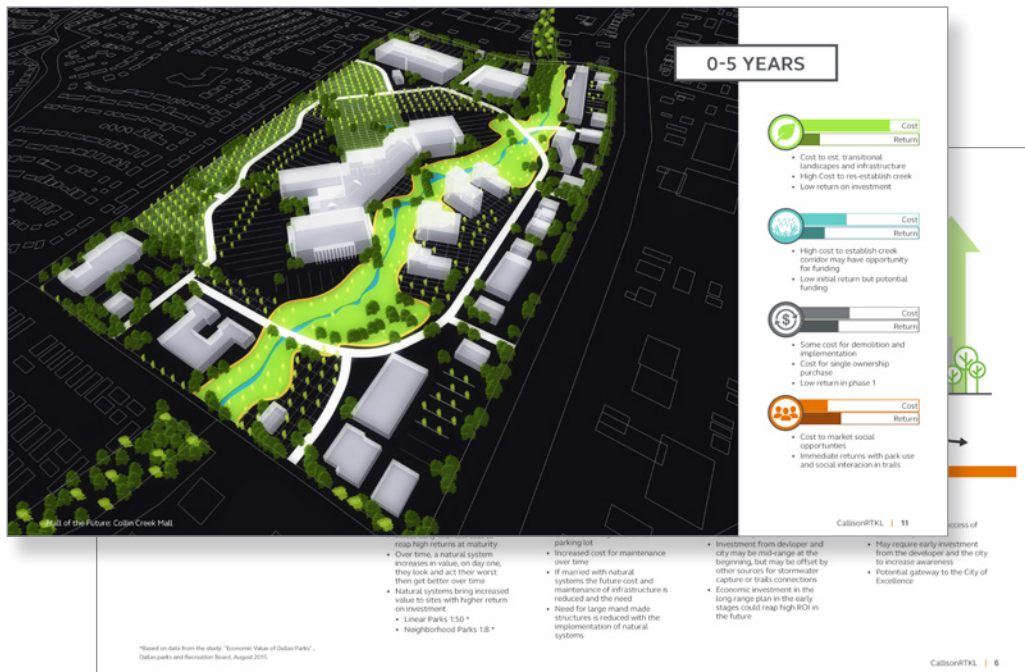 0-5 YEARS
Cost
Return
• Cost to est. transitional
landscapes and infrastructure
• High Cost to res-establish creek
• Low return on investment
Cost
Return
• High cost to establish creek
corridor may have opportunity
for funding
• Low initial return but potential
funding
$
Cost
Return
• Some cost for demolition and
implementation
• Cost for single ownership
purchase
• Low return in phase 1
Cost
Return
• Cost to market social
opportunties
• Immediate returns with park use
and social interacion in trails
Mall of the Future: Collin Creek Mall
CallisonRTKL | 11
reap high returns at maturity
• Over time, a natural system
increases in value, on day one,
they look and act their worst
then get better over time
• Natural systems bring increased
value to sites with higher return
on investment
• Linear Parks 1:50 *
• Neighborhood Parks 1:8 *
parking lot
• Increased cost for maintenance
over time
• If married with natural
systems the future cost and
maintenance of infrastructure is
reduced and the need
• Need for large mand made
structures is reduced with the
implementation of natural
systems
• Investment from devloper and
city may be mid-range at the
beginning, but may be offset by
other sources for stormwater
capture or trails connections
• Economic investment in the
long range plan in the early
stages could reap high ROI in
the future
of
• May require early investment
from the developer and the city
to increase awareness
• Potential gateway to the City of
Excellence
*Based on data from the study: "Economic Value of Dallas Parks" ,
Dallas parks and Recreation Board, August 2015.
CallisonRTKL | 6